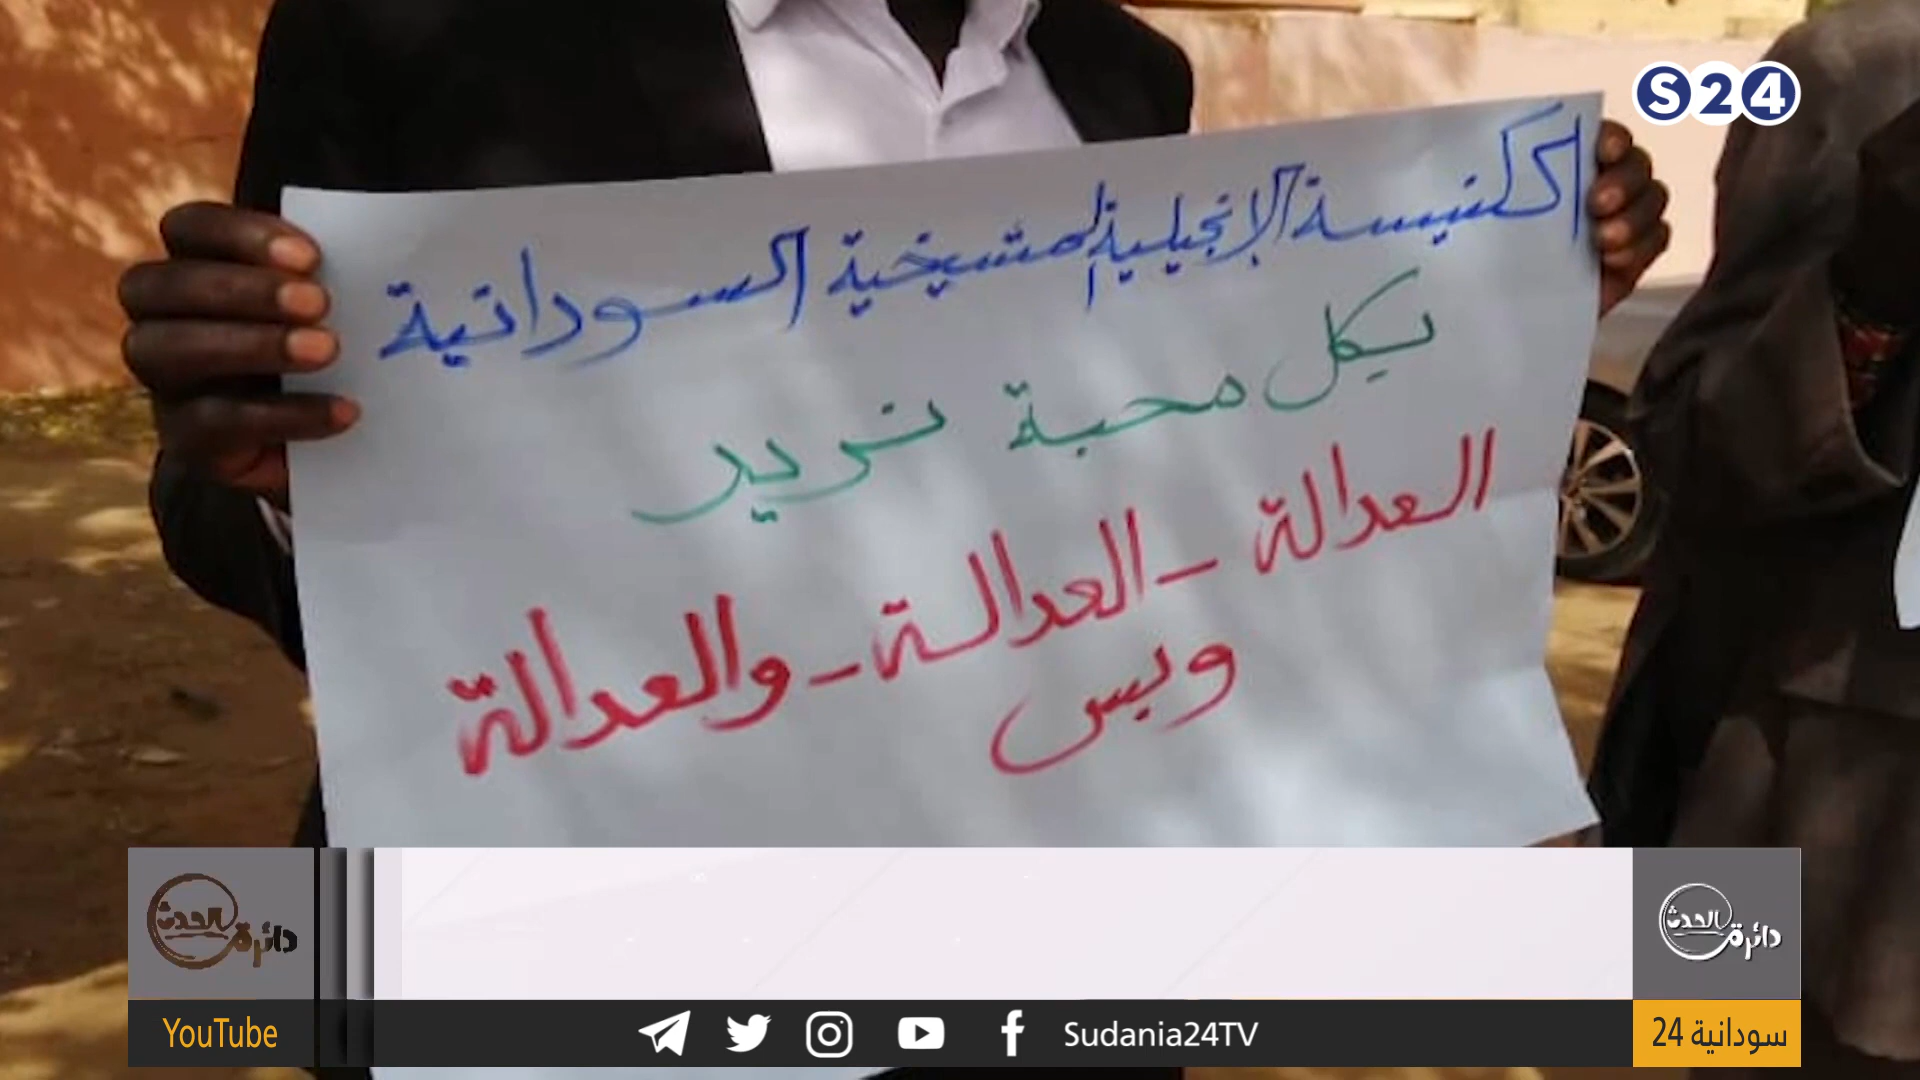 S24
الكنيسة الإنجيلية المشيخية السودانية
بكل محبة نريد
العدالة - العدالة - والعدالة
وبس
دائرة الحدث
دائرة الحدث
YouTube
Sudania24TV
سودانية 24